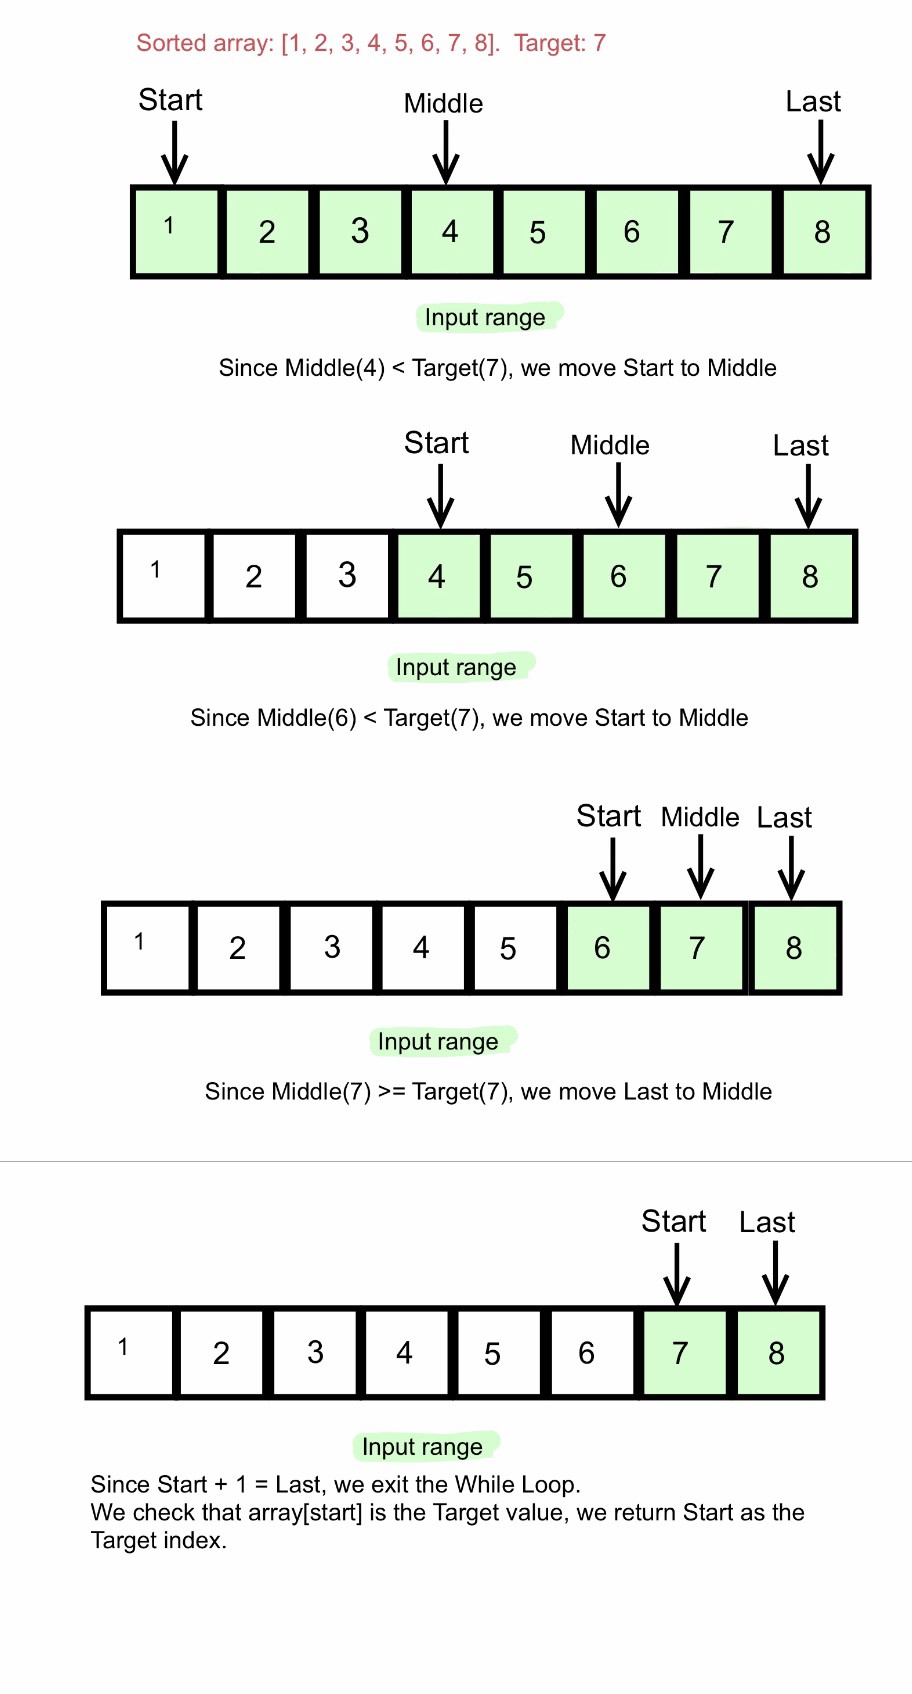 Sorted array: [1, 2, 3, 4, 5, 6, 7, 8].  Target: 7
Start Middle Last
1 2 3 4 5 6 7 8
Input range
Since Middle(4) < Target(7), we move Start to Middle
Start Middle Last
1 2 3 4 5 6 7 8
Input range
Since Middle(6) < Target(7), we move Start to Middle
Start Middle Last
1 2 3 4 5 6 7 8
Input range
Since Middle(7) >= Target(7), we move Last to Middle
Start Last
1 2 3 4 5 6 7 8
Input range
Since Start + 1 = Last, we exit the While Loop.
We check that array[start] is the Target value, we return Start as the
Target index.